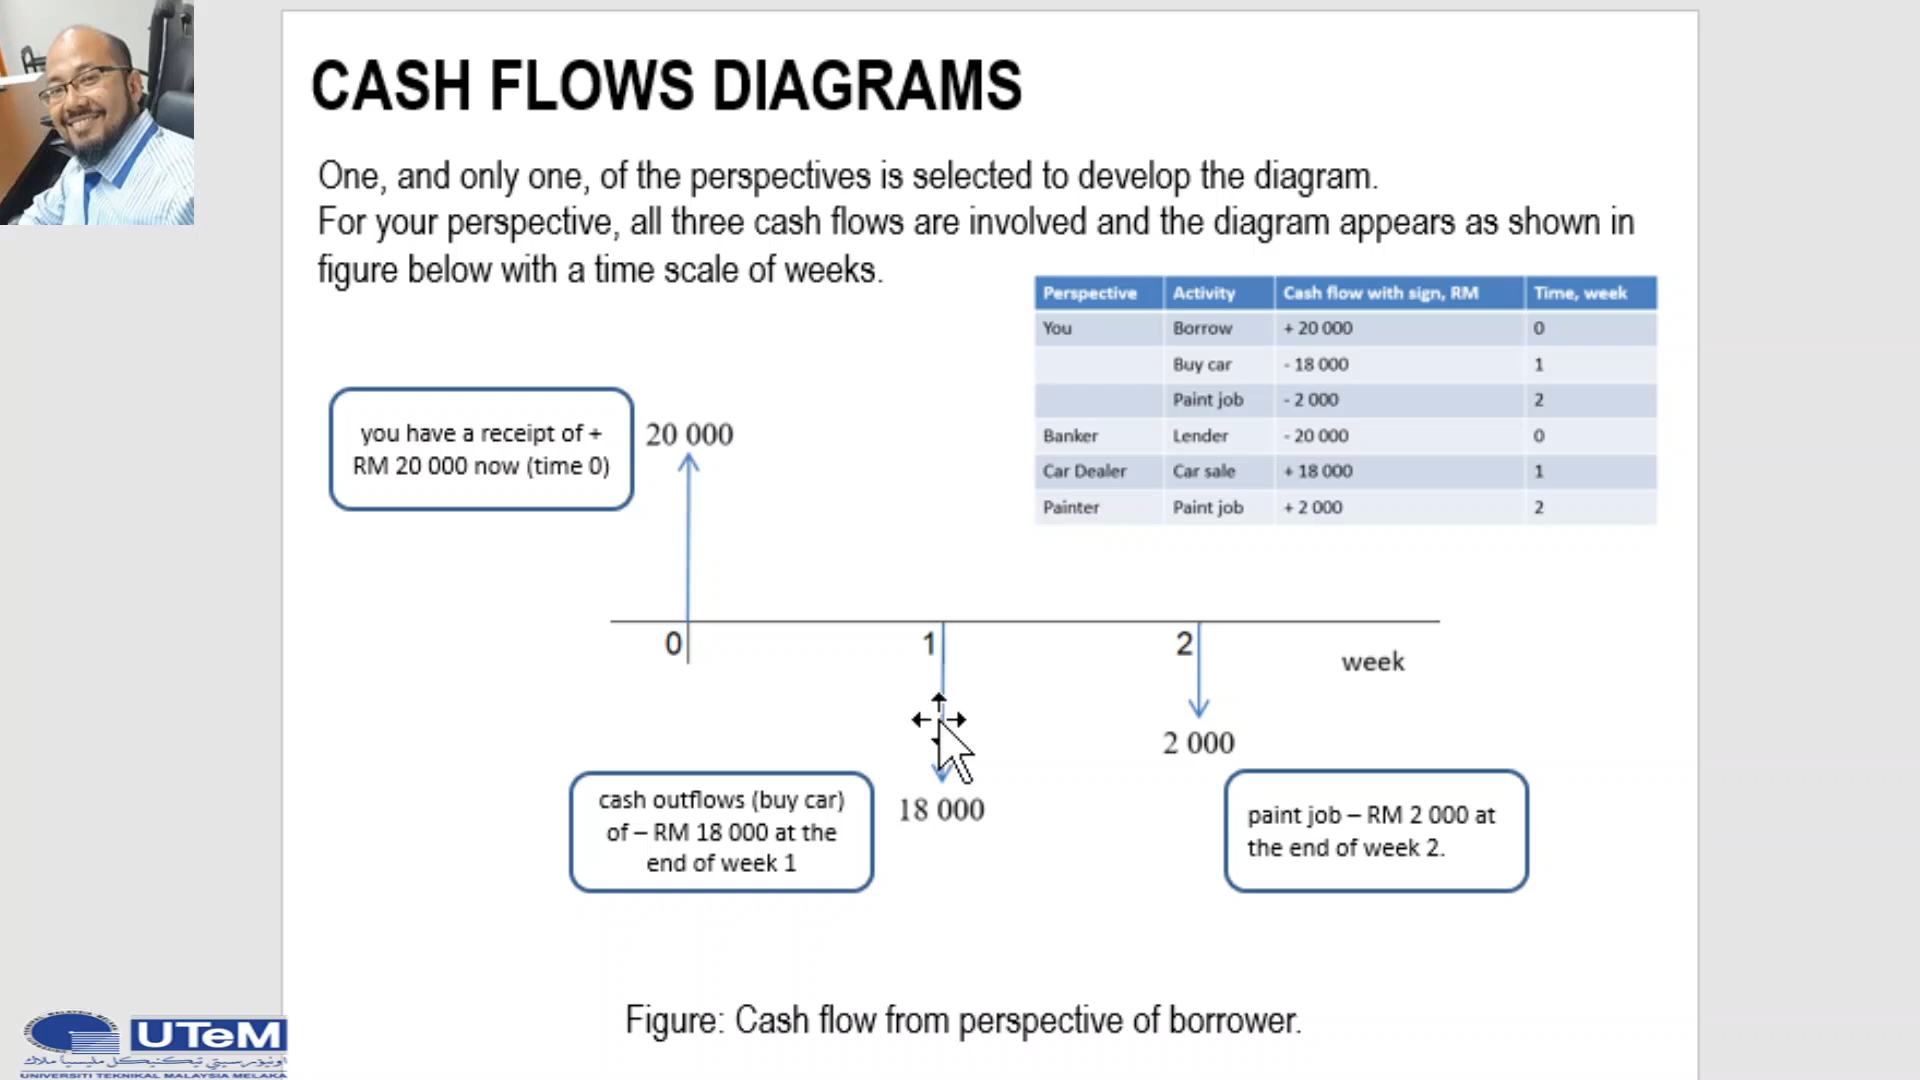 CASH FLOWS DIAGRAMS
One, and only one, of the perspectives is selected to develop the diagram.
For your perspective, all three cash flows are involved and the diagram appears as shown in
figure below with a time scale of weeks.
Perspective Activity Cash flow with sign, RM Time, week
You Borrow + 20 000 0
Buy car - 18 000 1
Paint job - 2 000 2
Banker Lender - 20 000 0
Car Dealer Car sale + 18 000 1
Painter Paint job + 2 000 2
you have a receipt of +
RM 20 000 now (time 0)
20 000
0
1
2
week
2 000
18 000
cash outflows (buy car)
of – RM 18 000 at the
end of week 1
paint job – RM 2 000 at
the end of week 2.
Figure: Cash flow from perspective of borrower.
UTeM
اونيۏرسيتي تيکنيکل مليسيا ملاک
UNIVERSITI TEKNIKAL MALAYSIA MELAKA